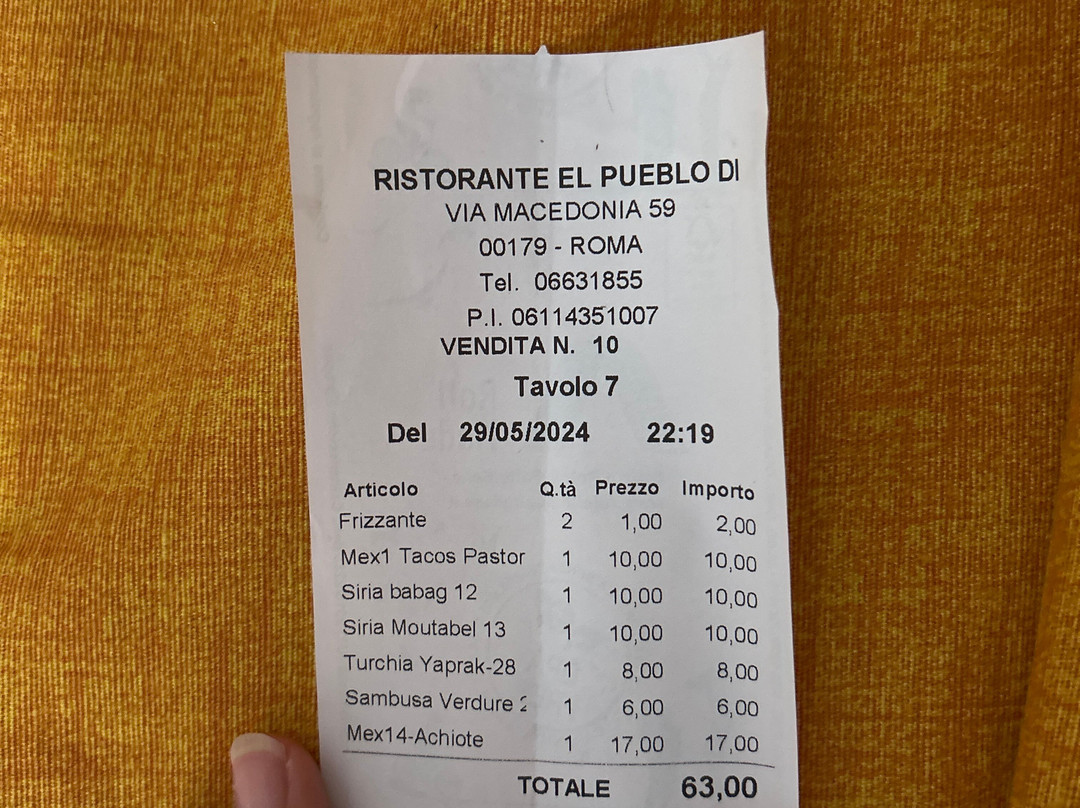 RISTORANTE EL PUEBLO DI
VIA MACEDONIA 59
00179 - ROMA
Tel. 06631855
P.I. 06114351007
VENDITA N. 10
Tavolo 7
Del 29/05/2024 22:19
Articolo Q.tà Prezzo Importo
Frizzante 2 1,00 2,00
Mex1 Tacos Pastor 1 10,00 10,00
Siria babag 12 1 10,00 10,00
Siria Moutabel 13 1 10,00 10,00
Turchia Yaprak-28 1 8,00 8,00
Sambusa Verdure 2 1 6,00 6,00
Mex14-Achiote 1 17,00 17,00
TOTALE 63,00